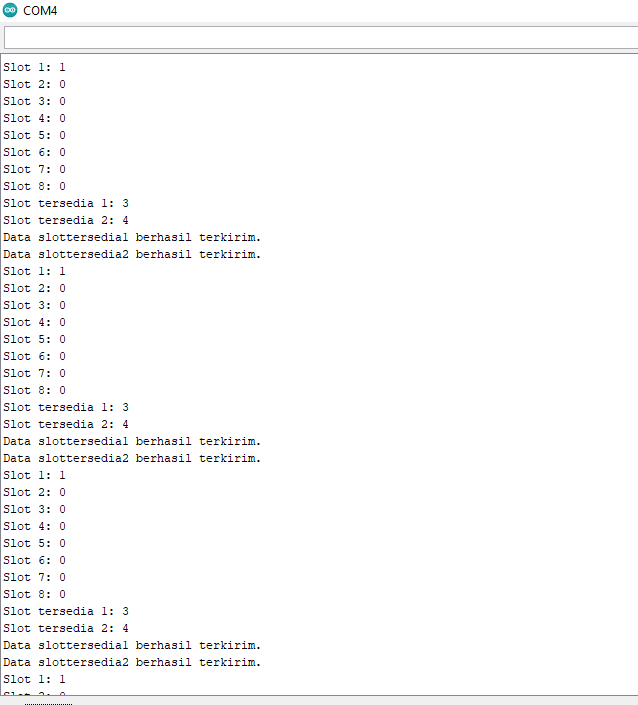 COM4
Slot 1: 1
Slot 2: 0
Slot 3: 0
Slot 4: 0
Slot 5: 0
Slot 6: 0
Slot 7: 0
Slot 8: 0
Slot tersedia 1: 3
Slot tersedia 2: 4
Data slottersedia1 berhasil terkirim.
Data slottersedia2 berhasil terkirim.
Slot 1: 1
Slot 2: 0
Slot 3: 0
Slot 4: 0
Slot 5: 0
Slot 6: 0
Slot 7: 0
Slot 8: 0
Slot tersedia 1: 3
Slot tersedia 2: 4
Data slottersedia1 berhasil terkirim.
Data slottersedia2 berhasil terkirim.
Slot 1: 1
Slot 2: 0
Slot 3: 0
Slot 4: 0
Slot 5: 0
Slot 6: 0
Slot 7: 0
Slot 8: 0
Slot tersedia 1: 3
Slot tersedia 2: 4
Data slottersedia1 berhasil terkirim.
Data slottersedia2 berhasil terkirim.
Slot 1: 1